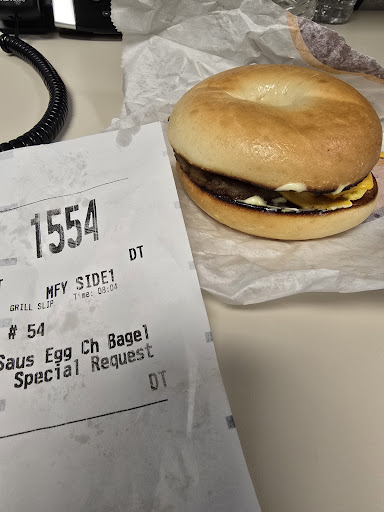 1554
DT
MFY SIDE1
GRILL SLIP Time: 08:04
# 54
Saus Egg Ch Bagel
Special Request
DT